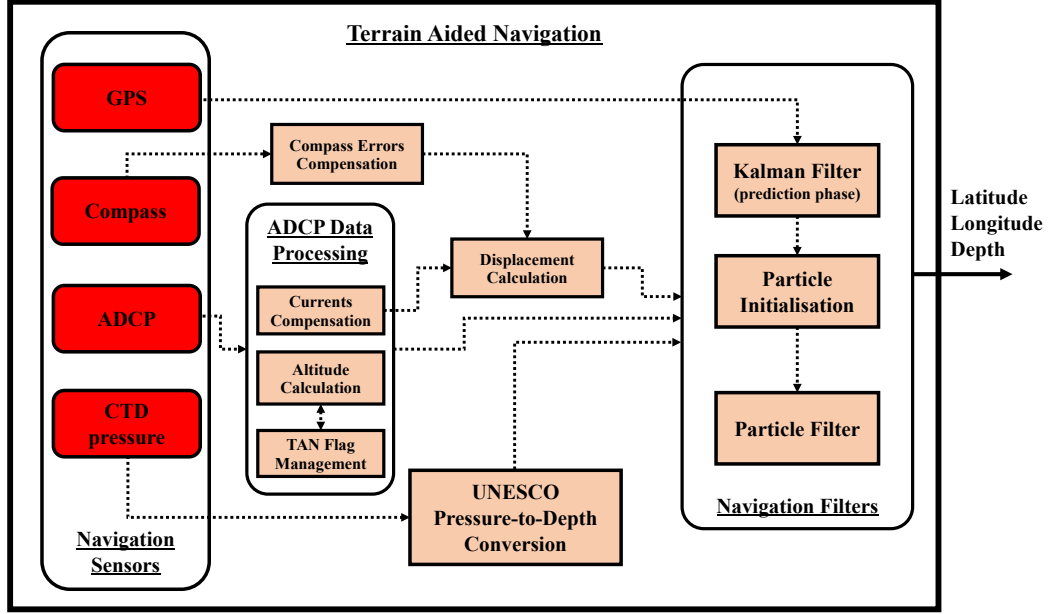 Terrain Aided Navigation
GPS
Compass
ADCP
CTD
pressure
Navigation
Sensors
Compass Errors
Compensation
ADCP Data
Processing
Currents
Compensation
Altitude
Calculation
TAN Flag
Management
Displacement
Calculation
UNESCO
Pressure-to-Depth
Conversion
Kalman Filter
(prediction phase)
Particle
Initialisation
Particle Filter
Navigation Filters
Latitude
Longitude
Depth